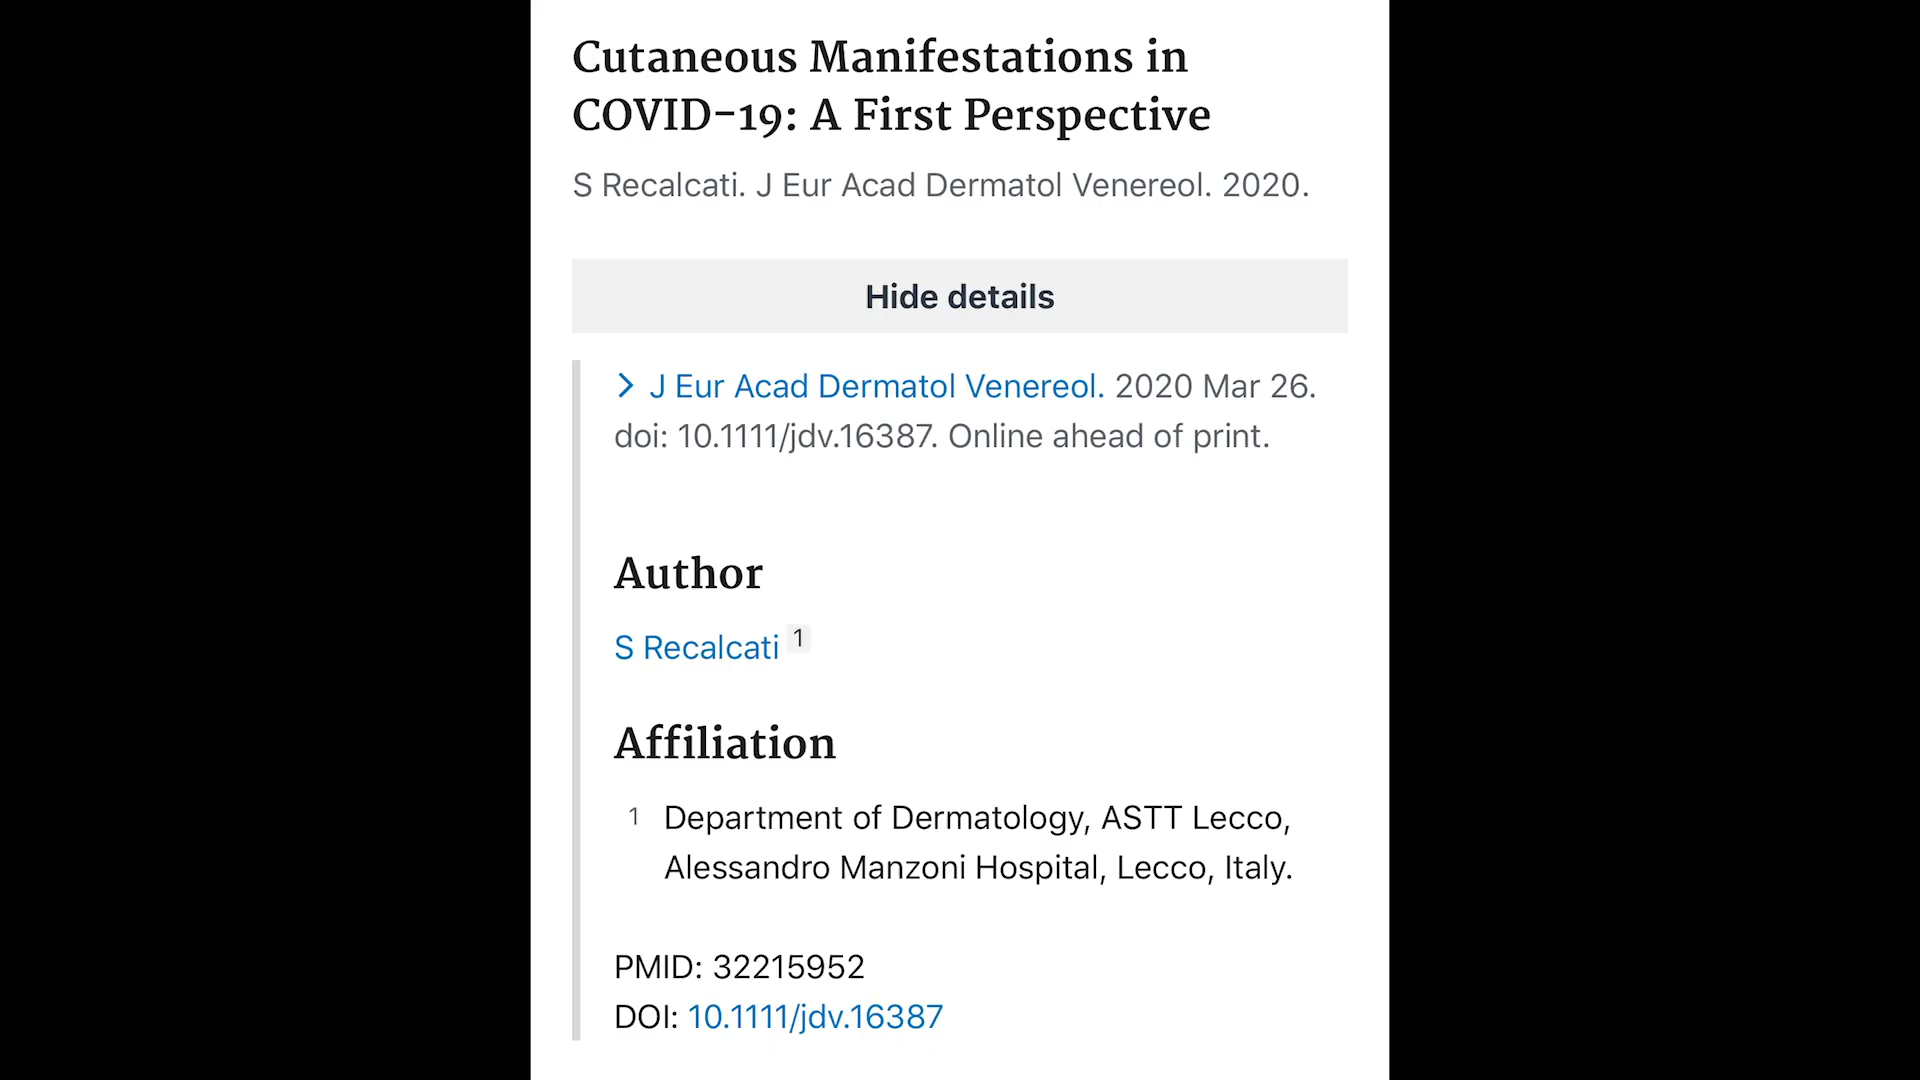 Cutaneous Manifestations in
COVID-19: A First Perspective
S Recalcati. J Eur Acad Dermatol Venereol. 2020.
Hide details
> J Eur Acad Dermatol Venereol. 2020 Mar 26.
doi: 10.1111/jdv.16387. Online ahead of print.
Author
S Recalcati 1
Affiliation
1 Department of Dermatology, ASTT Lecco,
Alessandro Manzoni Hospital, Lecco, Italy.
PMID: 32215952
DOI: 10.1111/jdv.16387